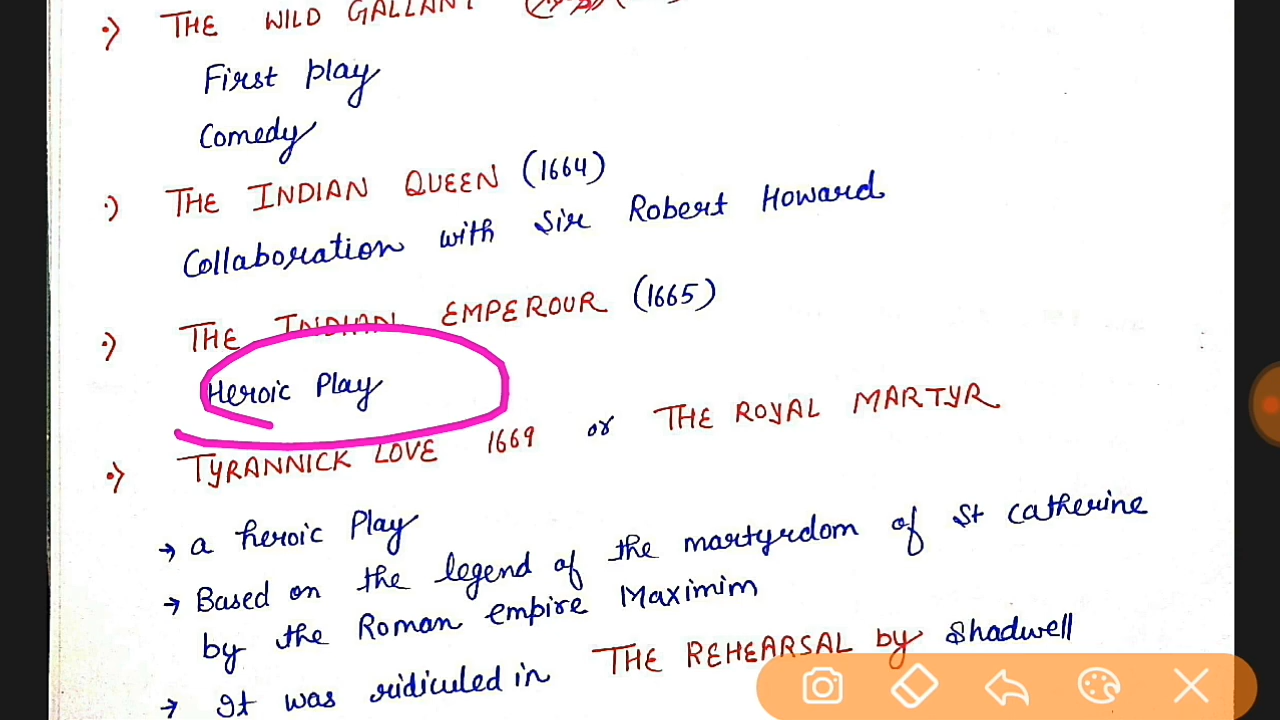 •) THE WILD GALLANT
First play
Comedy
•) THE INDIAN QUEEN (1664)
Collaboration with Sir Robert Howard
•) THE INDIAN EMPEROUR (1665)
Heroic Play
•) TYRANNICK LOVE 1669 or THE ROYAL MARTYR
→ a heroic Play
→ Based on the legend of the martyrdom of St Catherine
by the Roman empire Maximim
→ It was ridiculed in THE REHEARSAL by Shadwell